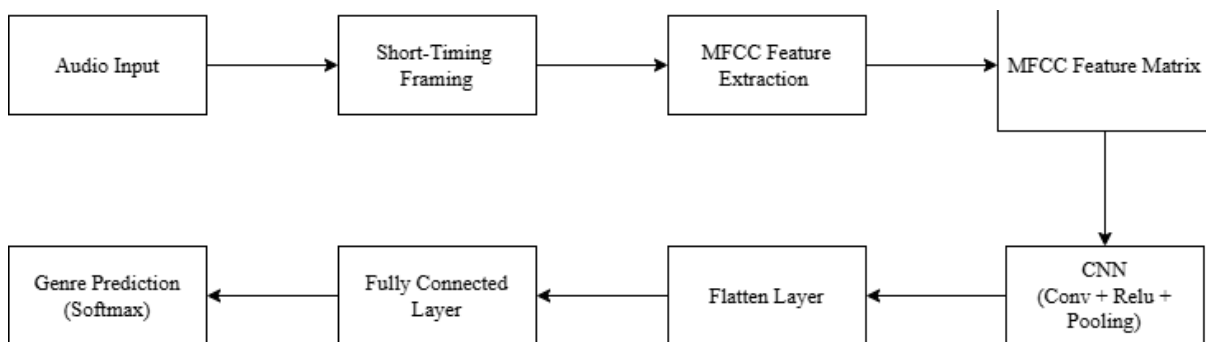 Audio Input
Short-Timing
Framing
MFCC Feature
Extraction
MFCC Feature Matrix
CNN
(Conv + Relu +
Pooling)
Flatten Layer
Fully Connected
Layer
Genre Prediction
(Softmax)